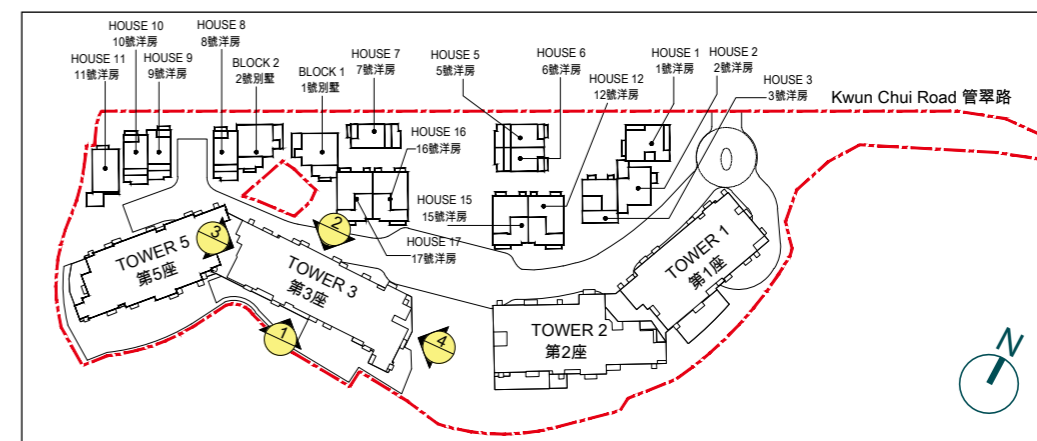 HOUSE 11
11號洋房
HOUSE 10
10號洋房
HOUSE 9
9號洋房
HOUSE 8
8號洋房
BLOCK 2
2號別墅
BLOCK 1
1號別墅
HOUSE 7
7號洋房
HOUSE 5
5號洋房
HOUSE 6
6號洋房
HOUSE 12
12號洋房
HOUSE 1
1號洋房
HOUSE 2
2號洋房
HOUSE 3
3號洋房
Kwun Chui Road 管翠路
HOUSE 16
16號洋房
HOUSE 15
15號洋房
HOUSE 17
17號洋房
TOWER 5
第5座
3
2
TOWER 3
第3座
1
4
TOWER 2
第2座
TOWER 1
第1座
N